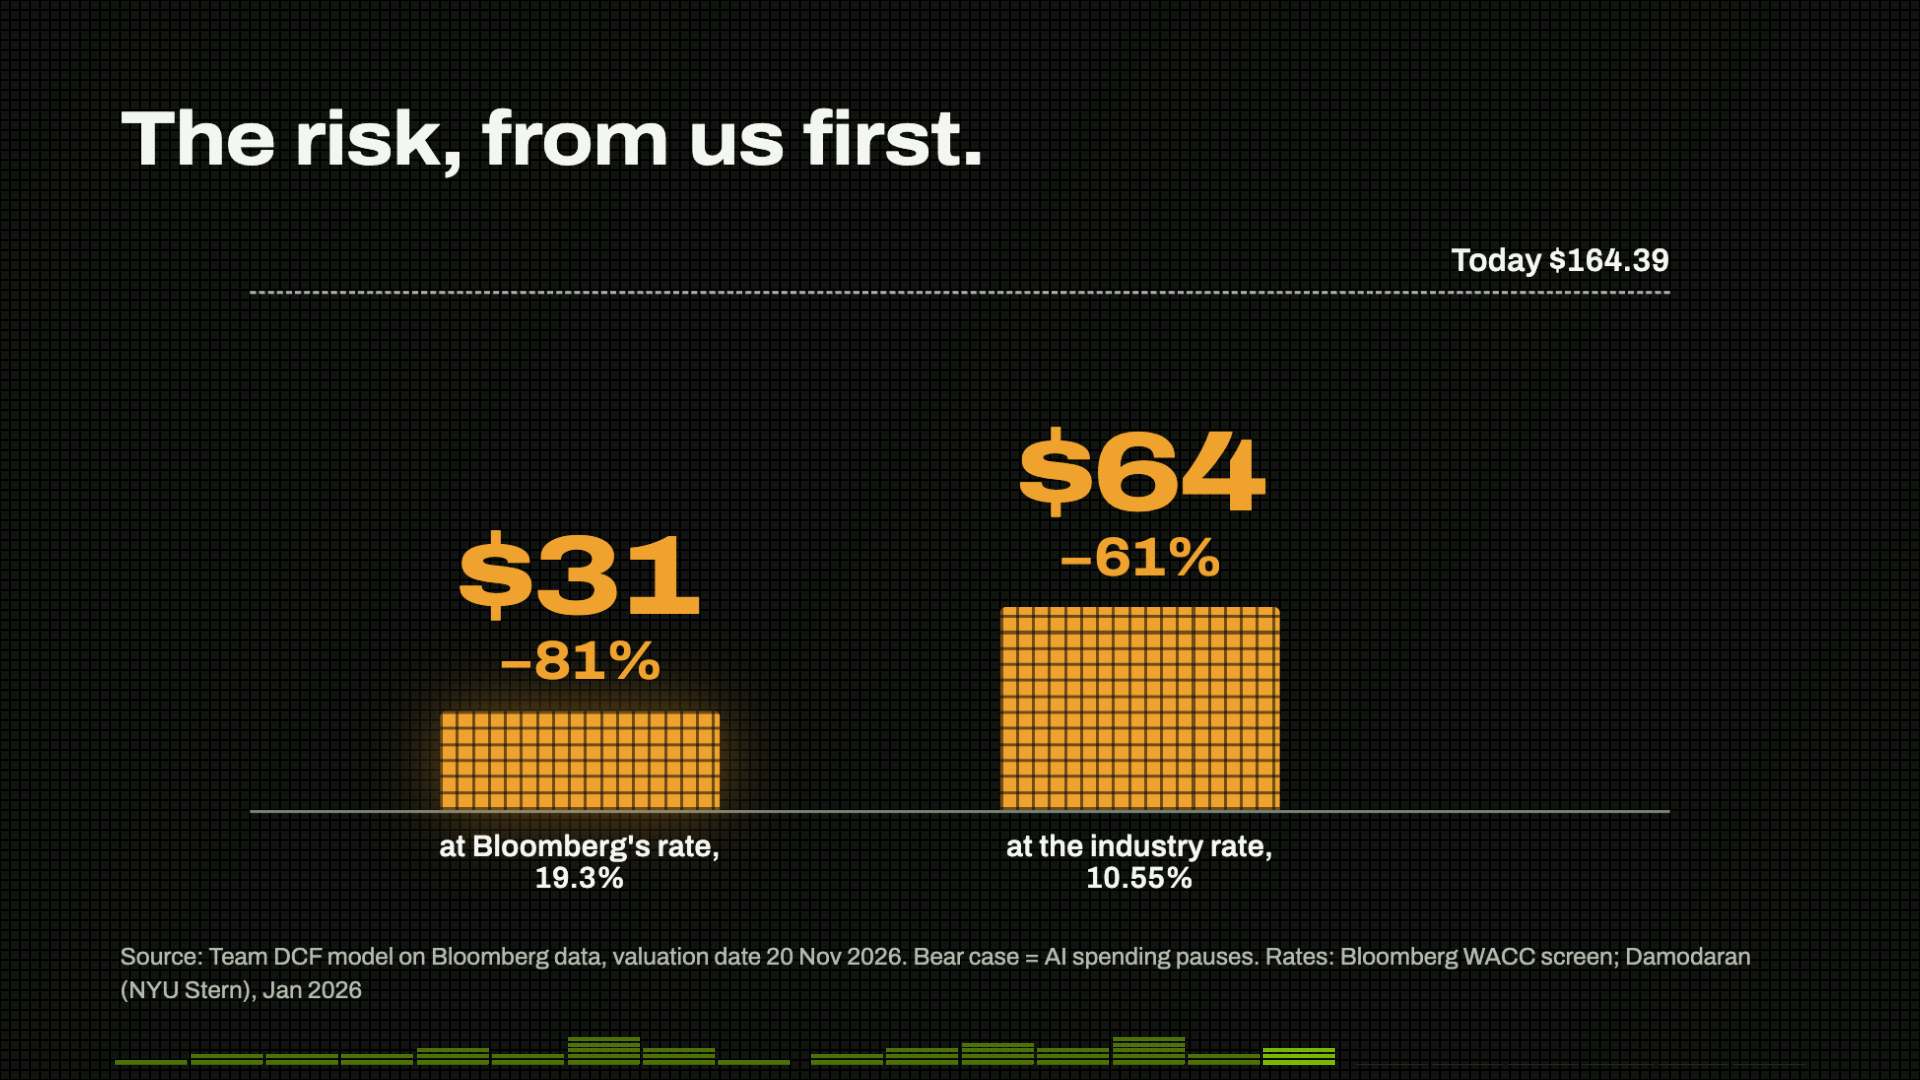 The risk, from us first.
Today $164.39
$64
–61%
$31
–81%
at Bloomberg's rate,
19.3%
at the industry rate,
10.55%
Source: Team DCF model on Bloomberg data, valuation date 20 Nov 2026. Bear case = AI spending pauses. Rates: Bloomberg WACC screen; Damodaran
(NYU Stern), Jan 2026